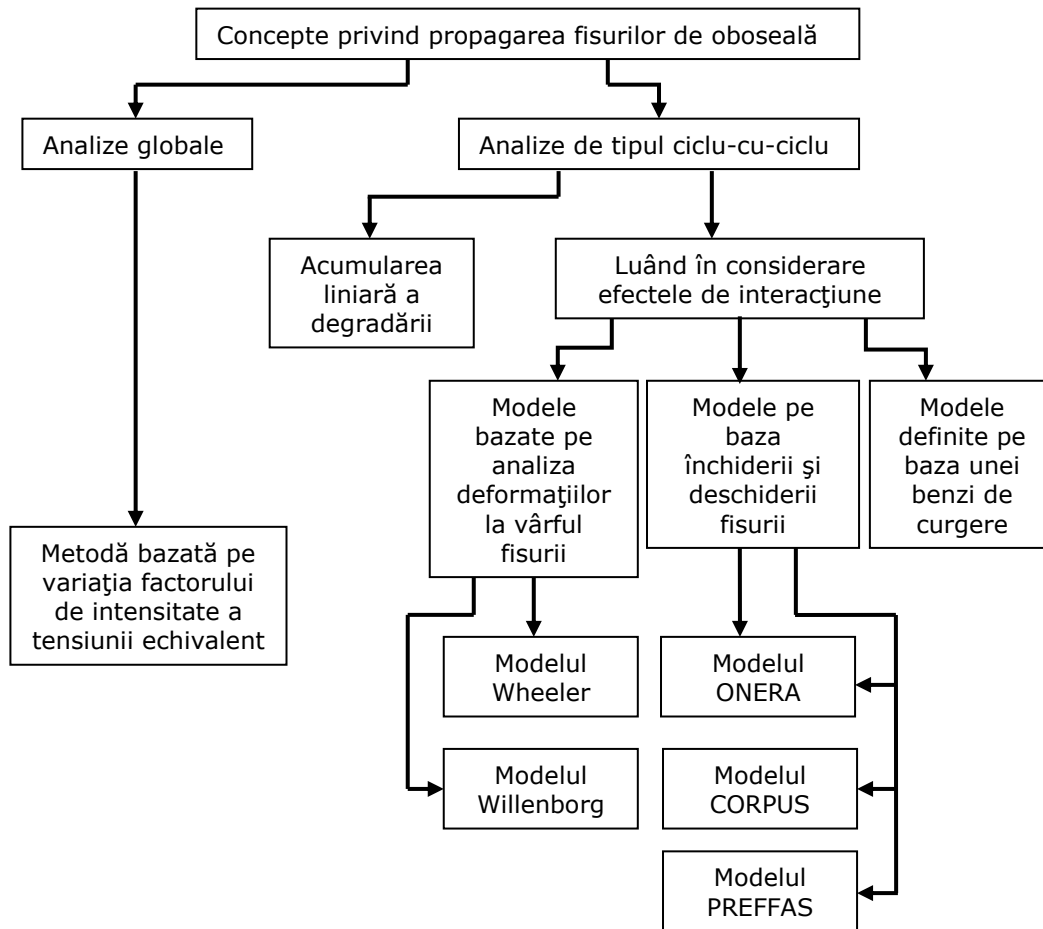 Concepte privind propagarea fisurilor de oboseală
Analize globale
Analize de tipul ciclu-cu-ciclu
Acumularea
liniară a
degradării
Luând în considerare
efectele de interacţiune
Modele
bazate pe
analiza
deformaţiilor
la vârful
fisurii
Modele pe
baza
închiderii şi
deschiderii
fisurii
Modele
definite pe
baza unei
benzi de
curgere
Metodă bazată pe
variaţia factorului
de intensitate a
tensiunii echivalent
Modelul
Wheeler
Modelul
ONERA
Modelul
Willenborg
Modelul
CORPUS
Modelul
PREFFAS